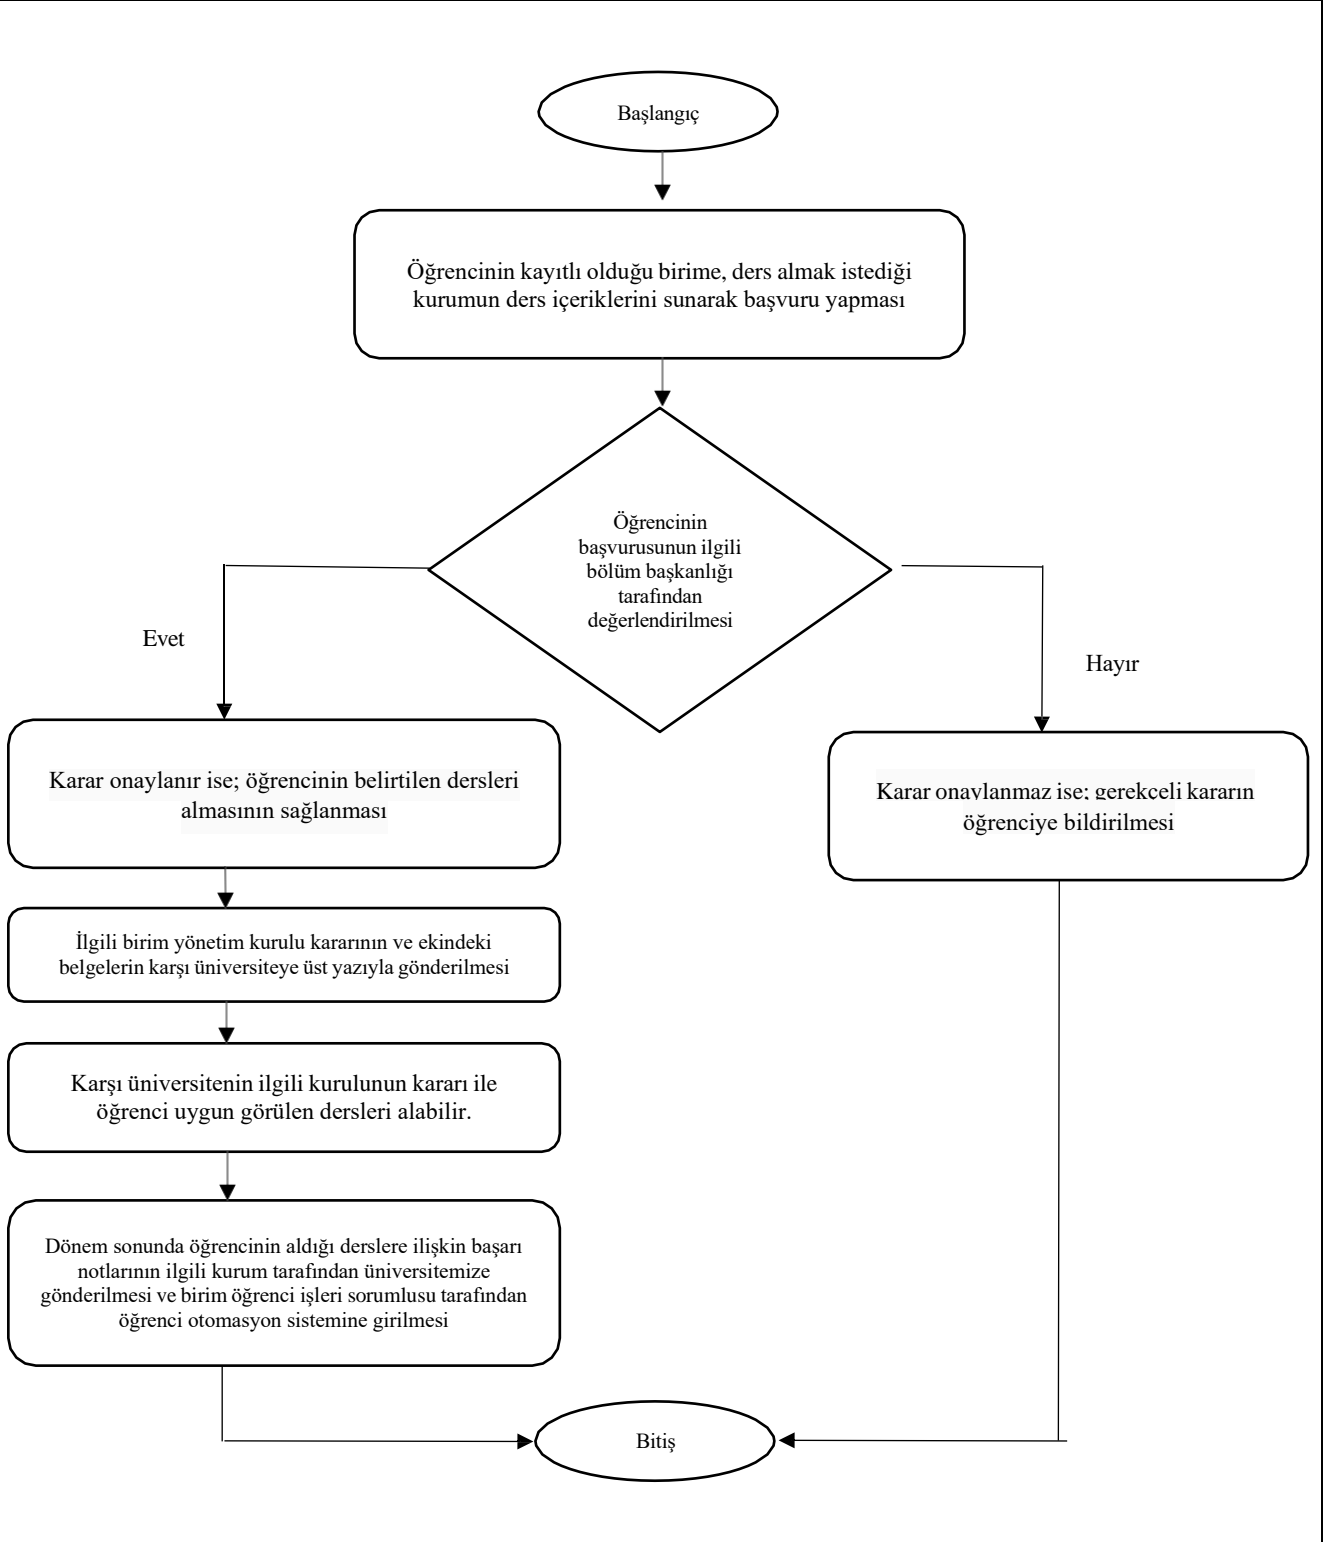 Başlangıç
Öğrencinin kayıtlı olduğu birime, ders almak istediği
kurumun ders içeriklerini sunarak başvuru yapması
Öğrencinin
başvurusunun ilgili
bölüm başkanlığı
tarafından
değerlendirilmesi
Evet
Hayır
Karar onaylanır ise; öğrencinin belirtilen dersleri
almasının sağlanması
Karar onaylanmaz ise; gerekçeli kararın
öğrenciye bildirilmesi
İlgili birim yönetim kurulu kararının ve ekindeki
belgelerin karşı üniversiteye üst yazıyla gönderilmesi
Karşı üniversitenin ilgili kurulunun kararı ile
öğrenci uygun görülen dersleri alabilir.
Dönem sonunda öğrencinin aldığı derslere ilişkin başarı
notlarının ilgili kurum tarafından üniversitemize
gönderilmesi ve birim öğrenci işleri sorumlusu tarafından
öğrenci otomasyon sistemine girilmesi
Bitiş